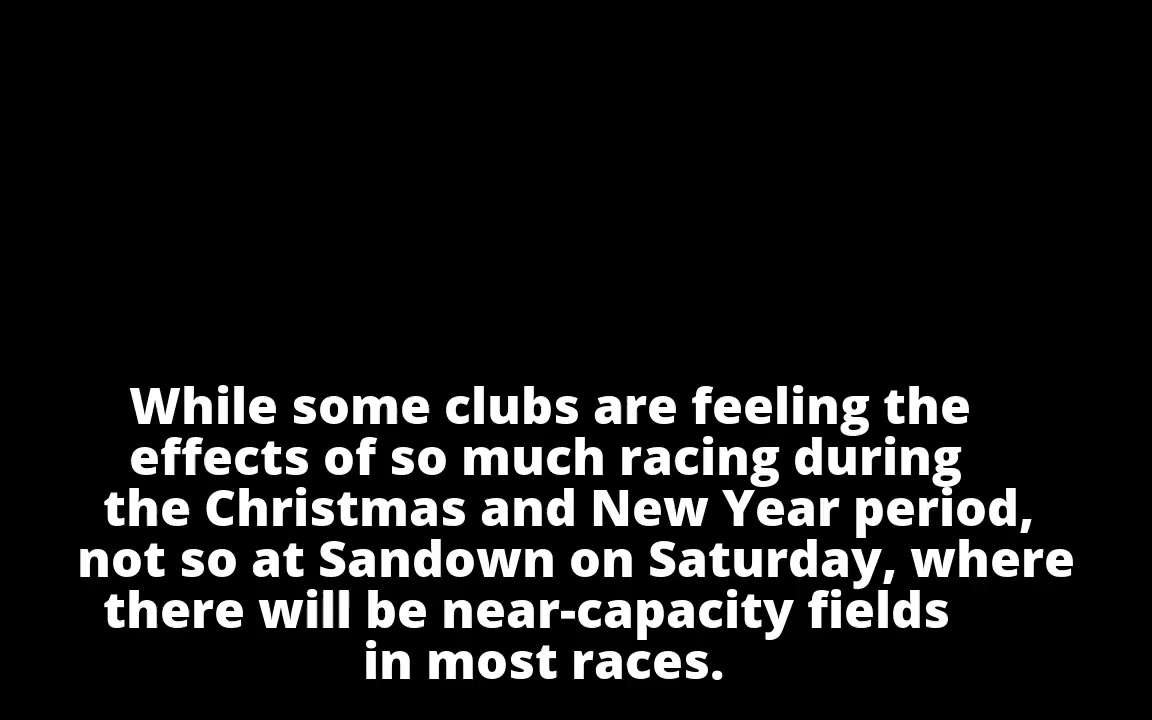 While some clubs are feeling the
effects of so much racing during
the Christmas and New Year period,
not so at Sandown on Saturday, where
there will be near-capacity fields
in most races.